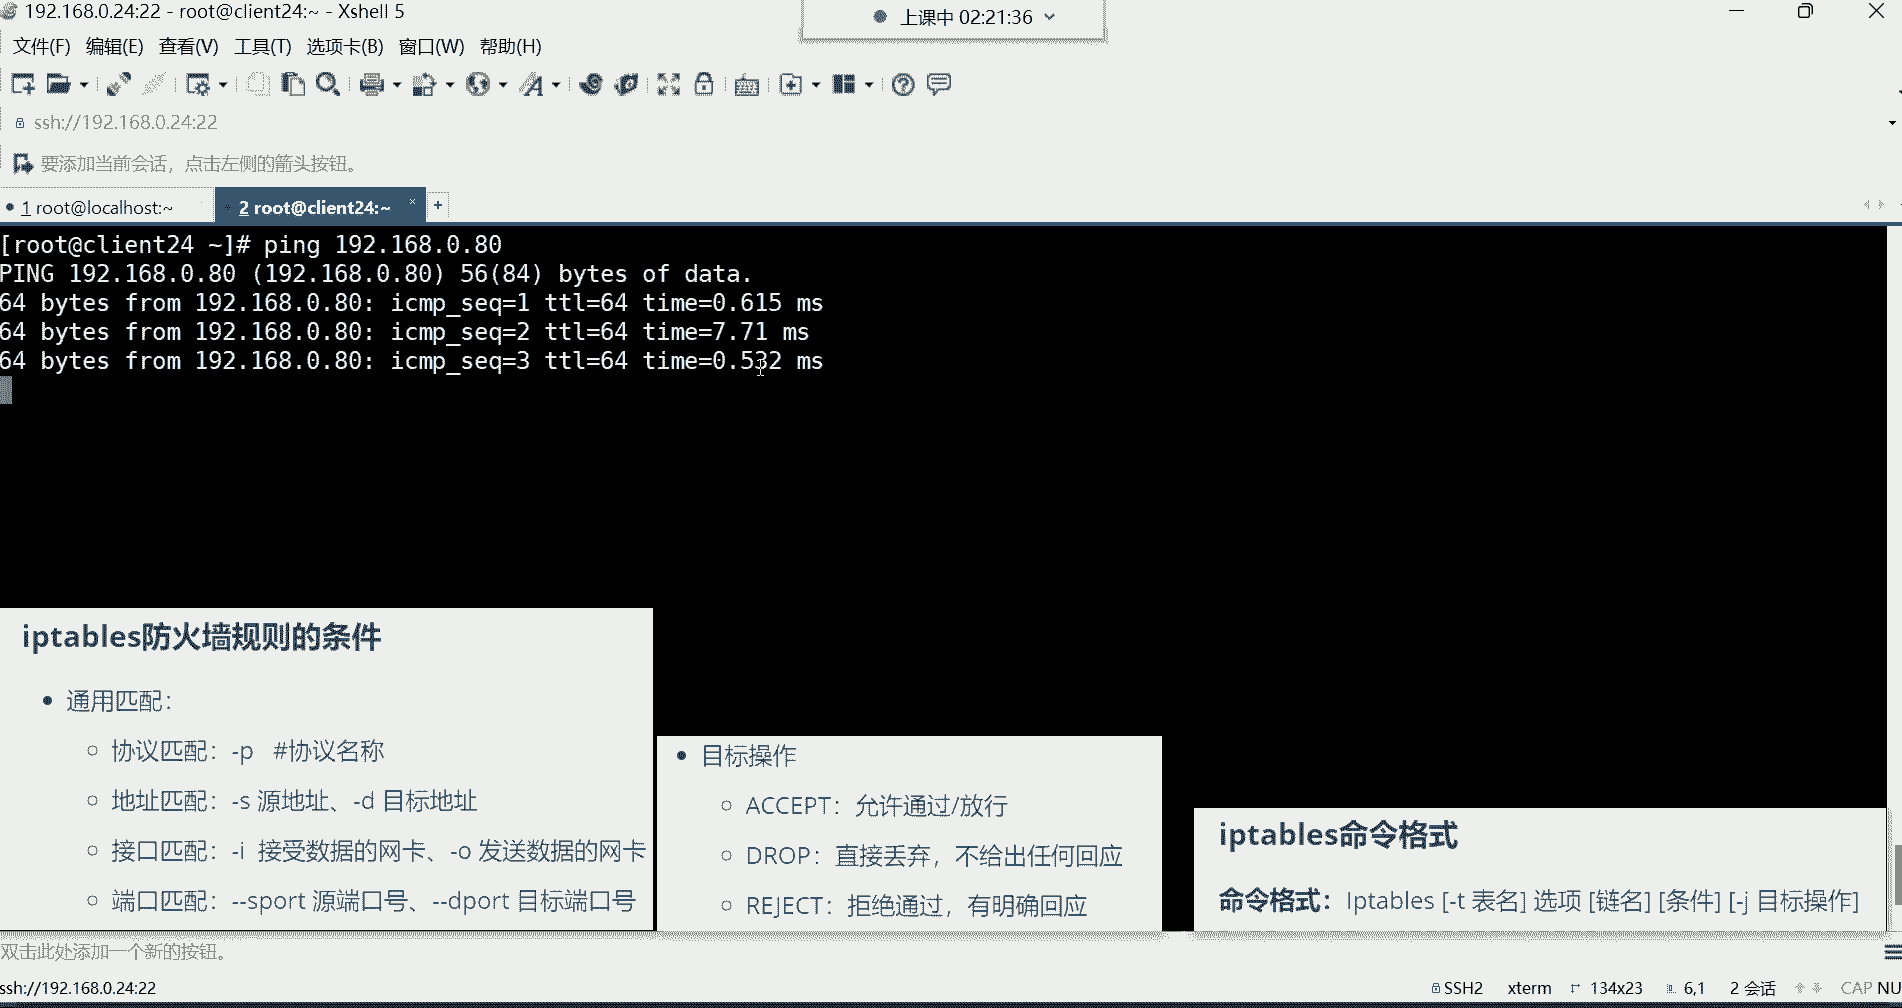 192.168.0.24:22 - root@client24:~ - Xshell 5
上课中 02:21:36
文件(F) 编辑(E) 查看(V) 工具(T) 选项卡(B) 窗口(W) 帮助(H)
ssh://192.168.0.24:22
要添加当前会话，点击左侧的箭头按钮。
1 root@localhost:~
2 root@client24:~ × +
[root@client24 ~]# ping 192.168.0.80
PING 192.168.0.80 (192.168.0.80) 56(84) bytes of data.
64 bytes from 192.168.0.80: icmp_seq=1 ttl=64 time=0.615 ms
64 bytes from 192.168.0.80: icmp_seq=2 ttl=64 time=7.71 ms
64 bytes from 192.168.0.80: icmp_seq=3 ttl=64 time=0.532 ms
iptables防火墙规则的条件
• 通用匹配：
○ 协议匹配：-p #协议名称
○ 地址匹配：-s 源地址、-d 目标地址
○ 接口匹配：-i 接受数据的网卡、-o 发送数据的网卡
○ 端口匹配：--sport 源端口号、--dport 目标端口号
• 目标操作
○ ACCEPT：允许通过/放行
○ DROP：直接丢弃，不给出任何回应
○ REJECT：拒绝通过，有明确回应
iptables命令格式
命令格式：Iptables [-t 表名] 选项 [链名] [条件] [-j 目标操作]
双击此处添加一个新的按钮。
ssh://192.168.0.24:22
SSH2 xterm 134x23 6,1 2 会话 CAP NU